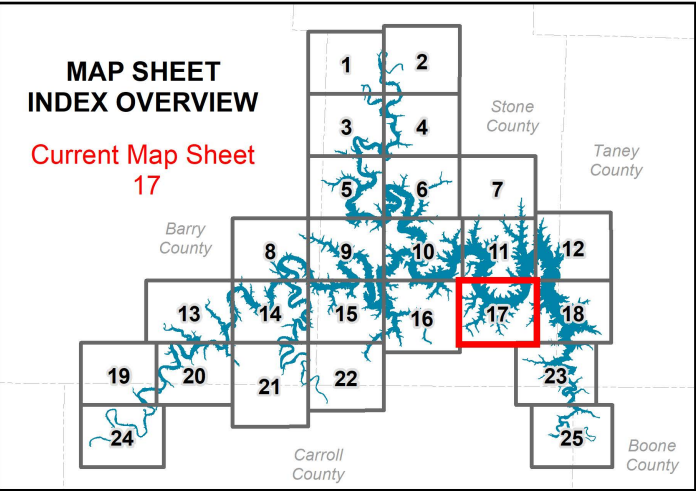 MAP SHEET
INDEX OVERVIEW
Current Map Sheet
17
1
2
3
4
Stone
County
Taney
County
5
6
7
Barry
County
8
9
10
11
12
13
14
15
16
17
18
19
20
21
22
23
24
25
Carroll
County
Boone
County